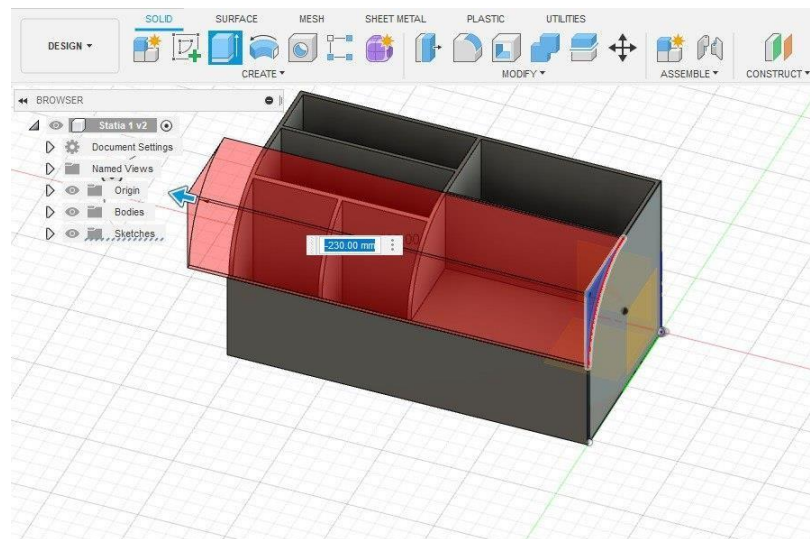 SOLID SURFACE MESH SHEET METAL PLASTIC UTILITIES
DESIGN
CREATE MODIFY ASSEMBLE CONSTRUCT
BROWSER
Statia 1 v2
Document Settings
Named Views
Origin
Bodies
Sketches
-230.00 mm